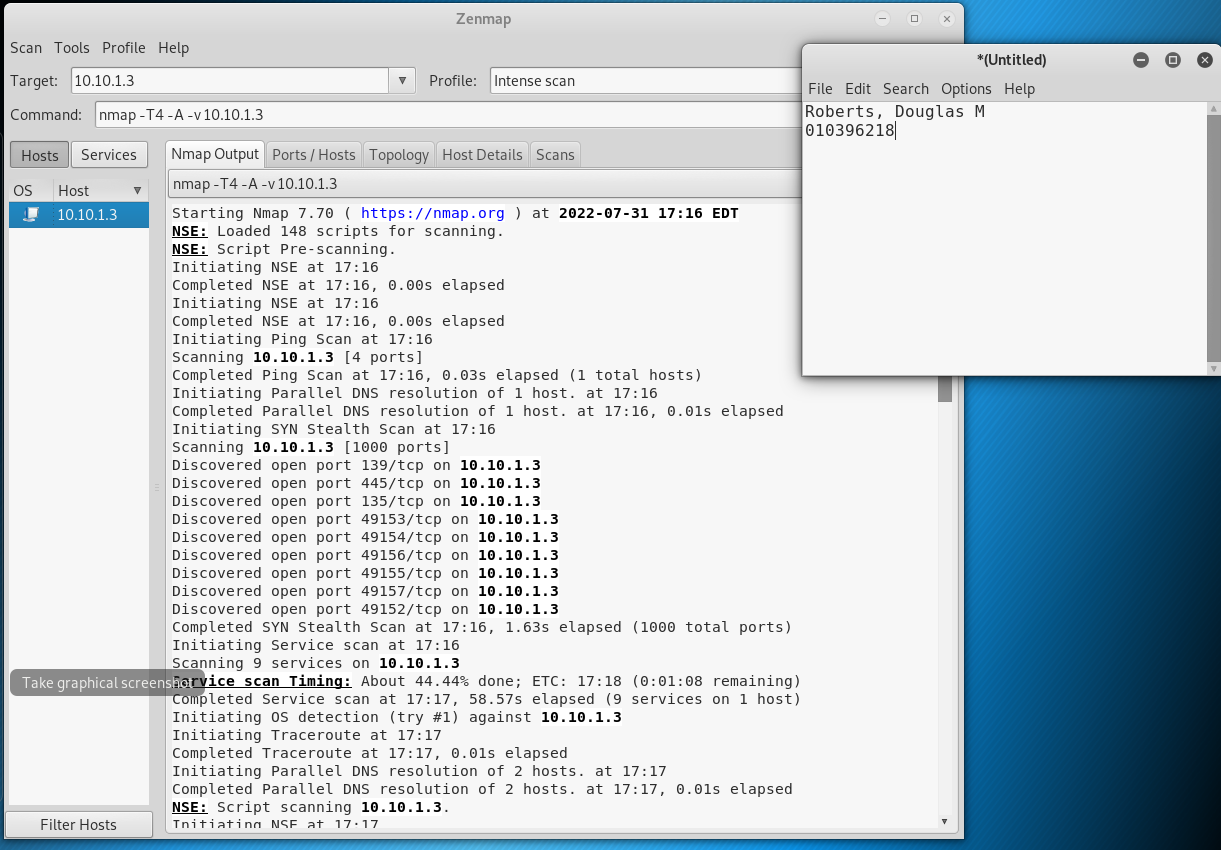 Zenmap
Scan Tools Profile Help
Target: 10.10.1.3 Profile: Intense scan
Command: nmap -T4 -A -v 10.10.1.3
Hosts Services
OS Host
10.10.1.3
Filter Hosts
Nmap Output Ports / Hosts Topology Host Details Scans
nmap -T4 -A -v 10.10.1.3
Starting Nmap 7.70 ( https://nmap.org ) at 2022-07-31 17:16 EDT
NSE: Loaded 148 scripts for scanning.
NSE: Script Pre-scanning.
Initiating NSE at 17:16
Completed NSE at 17:16, 0.00s elapsed
Initiating NSE at 17:16
Completed NSE at 17:16, 0.00s elapsed
Initiating Ping Scan at 17:16
Scanning 10.10.1.3 [4 ports]
Completed Ping Scan at 17:16, 0.03s elapsed (1 total hosts)
Initiating Parallel DNS resolution of 1 host. at 17:16
Completed Parallel DNS resolution of 1 host. at 17:16, 0.01s elapsed
Initiating SYN Stealth Scan at 17:16
Scanning 10.10.1.3 [1000 ports]
Discovered open port 139/tcp on 10.10.1.3
Discovered open port 445/tcp on 10.10.1.3
Discovered open port 135/tcp on 10.10.1.3
Discovered open port 49153/tcp on 10.10.1.3
Discovered open port 49154/tcp on 10.10.1.3
Discovered open port 49156/tcp on 10.10.1.3
Discovered open port 49155/tcp on 10.10.1.3
Discovered open port 49157/tcp on 10.10.1.3
Discovered open port 49152/tcp on 10.10.1.3
Completed SYN Stealth Scan at 17:16, 1.63s elapsed (1000 total ports)
Initiating Service scan at 17:16
Scanning 9 services on 10.10.1.3
Service scan Timing: About 44.44% done; ETC: 17:18 (0:01:08 remaining)
Completed Service scan at 17:17, 58.57s elapsed (9 services on 1 host)
Initiating OS detection (try #1) against 10.10.1.3
Initiating Traceroute at 17:17
Completed Traceroute at 17:17, 0.01s elapsed
Initiating Parallel DNS resolution of 2 hosts. at 17:17
Completed Parallel DNS resolution of 2 hosts. at 17:17, 0.01s elapsed
NSE: Script scanning 10.10.1.3.
Initiating NSE at 17:17
Take graphical screenshot
*(Untitled)
File Edit Search Options Help
Roberts, Douglas M
010396218